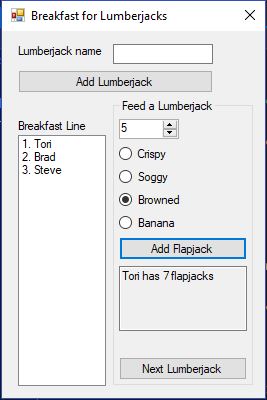 Breakfast for Lumberjacks
Lumberjack name
Add Lumberjack
Breakfast Line
1. Tori
2. Brad
3. Steve
Feed a Lumberjack
5
Crispy
Soggy
Browned
Banana
Add Flapjack
Tori has 7 flapjacks
Next Lumberjack